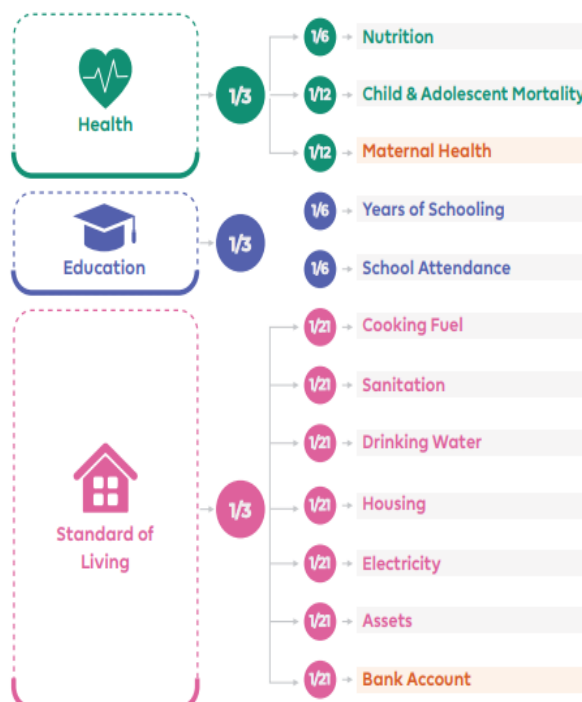 Health
1/3
1/6 Nutrition
1/12 Child & Adolescent Mortality
1/12 Maternal Health
Education
1/3
1/6 Years of Schooling
1/6 School Attendance
Standard of
Living
1/3
1/21 Cooking Fuel
1/21 Sanitation
1/21 Drinking Water
1/21 Housing
1/21 Electricity
1/21 Assets
1/21 Bank Account